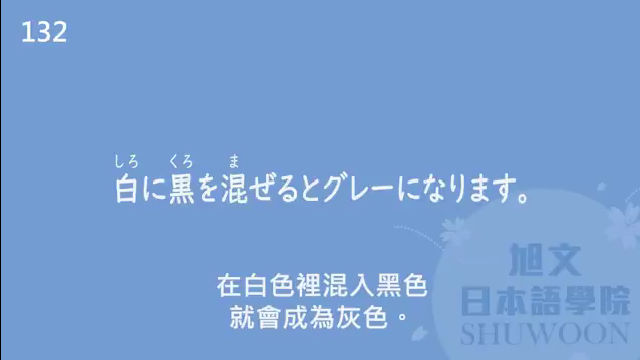 132
しろ くろ ま
白に黒を混ぜるとグレーになります。
在白色裡混入黑色
就會成為灰色。
旭文
日本語學院
SHUWOON